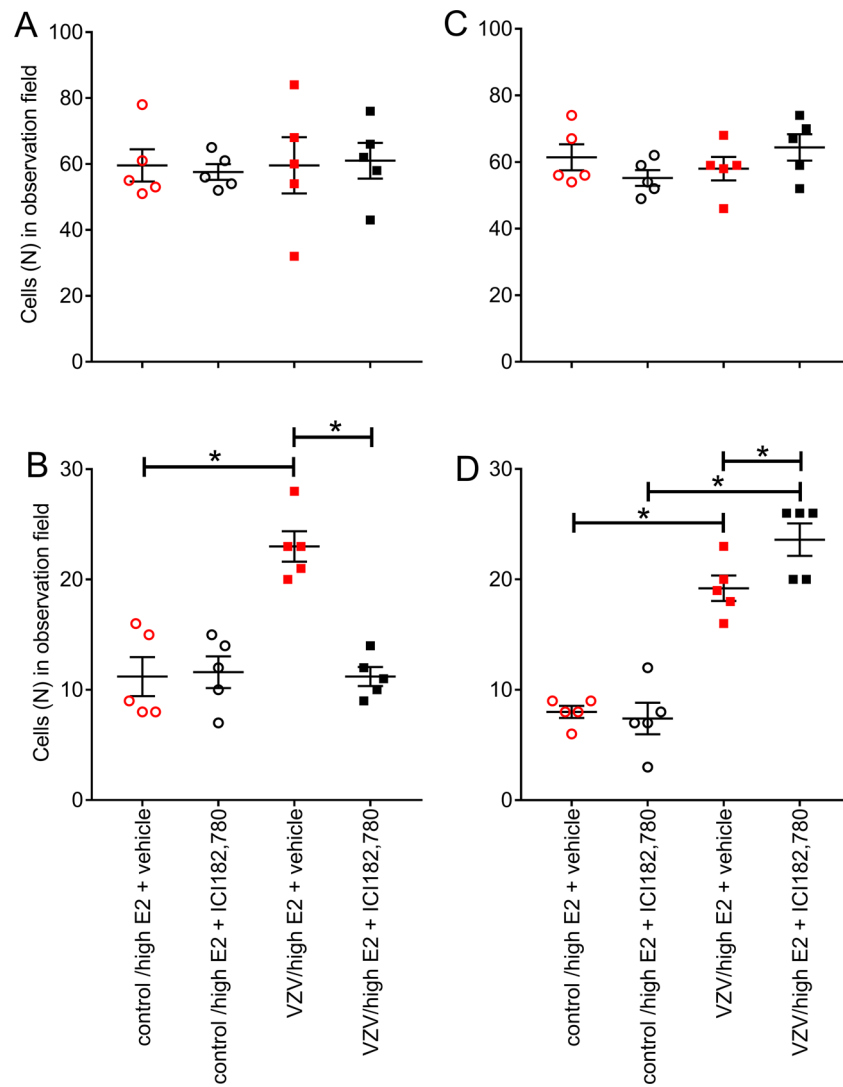 A
Cells (N) in observation field
100
80
60
40
20
0
C
100
80
60
40
20
0
B
Cells (N) in observation field
30
20
10
0
*
*
D
30
20
10
0
*
*
*
control /high E2 + vehicle
control /high E2 + ICI182,780
VZV/high E2 + vehicle
VZV/high E2 + ICI182,780
control /high E2 + vehicle
control /high E2 + ICI182,780
VZV/high E2 + vehicle
VZV/high E2 + ICI182,780